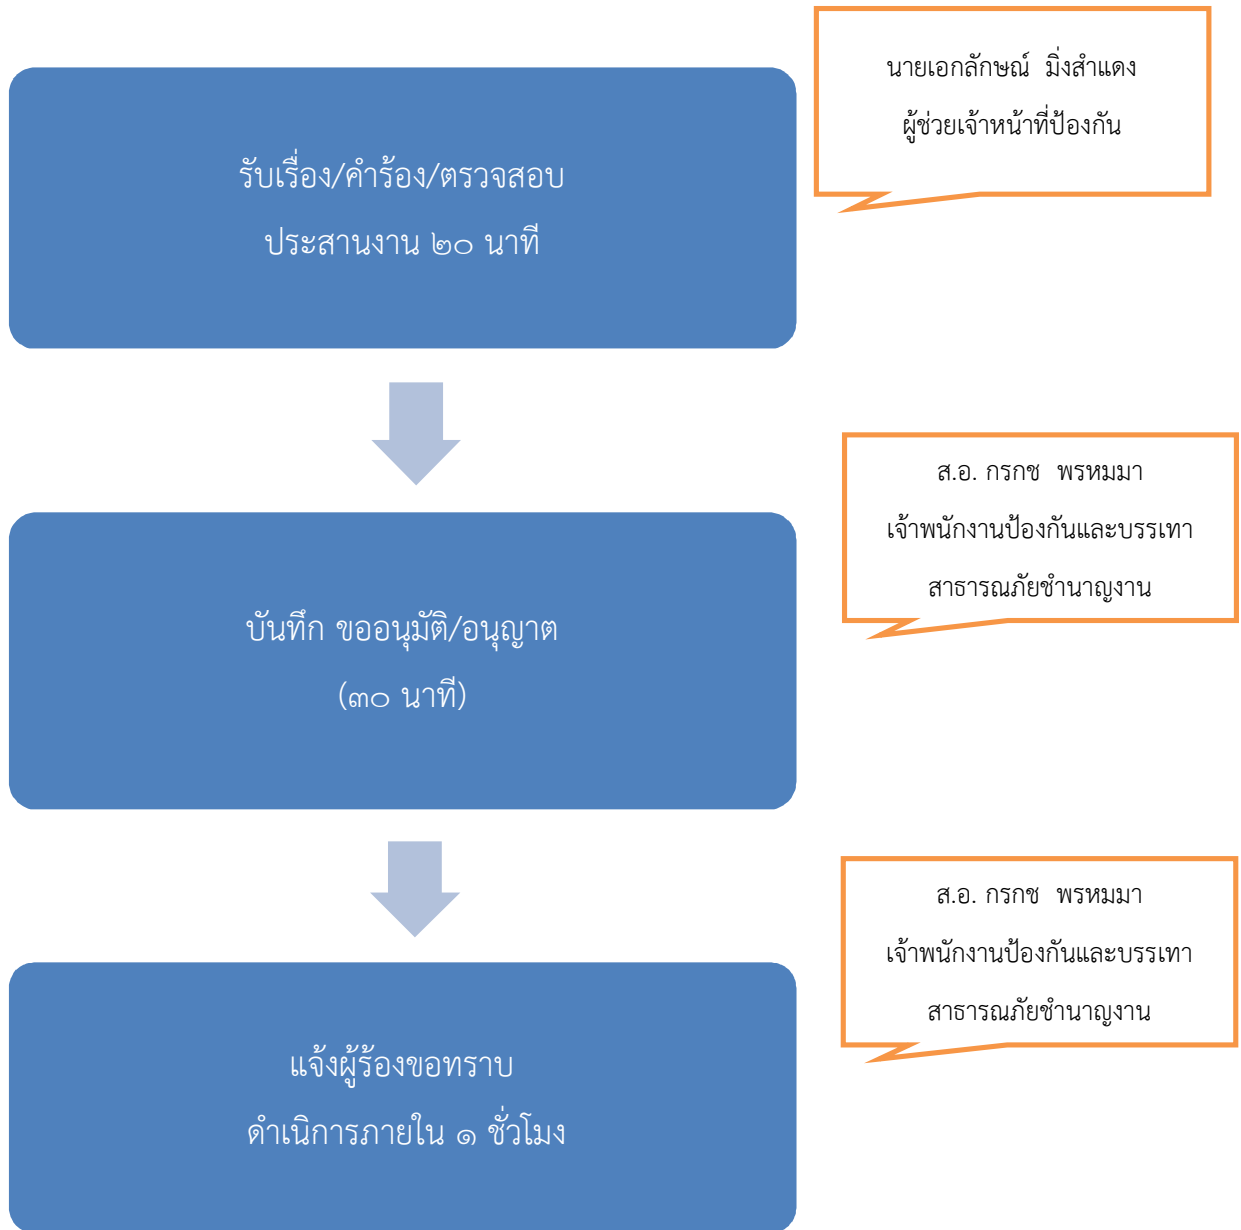 นายเอกลักษณ์ มิ่งสำแดง
ผู้ช่วยเจ้าหน้าที่ป้องกัน
รับเรื่อง/คำร้อง/ตรวจสอบ
ประสานงาน ๒๐ นาที
ส.อ. กรกช พรหมมา
เจ้าพนักงานป้องกันและบรรเทา
สาธารณภัยชำนาญงาน
บันทึก ขออนุมัติ/อนุญาต
(๓๐ นาที)
ส.อ. กรกช พรหมมา
เจ้าพนักงานป้องกันและบรรเทา
สาธารณภัยชำนาญงาน
แจ้งผู้ร้องขอทราบ
ดำเนิการภายใน ๑ ชั่วโมง